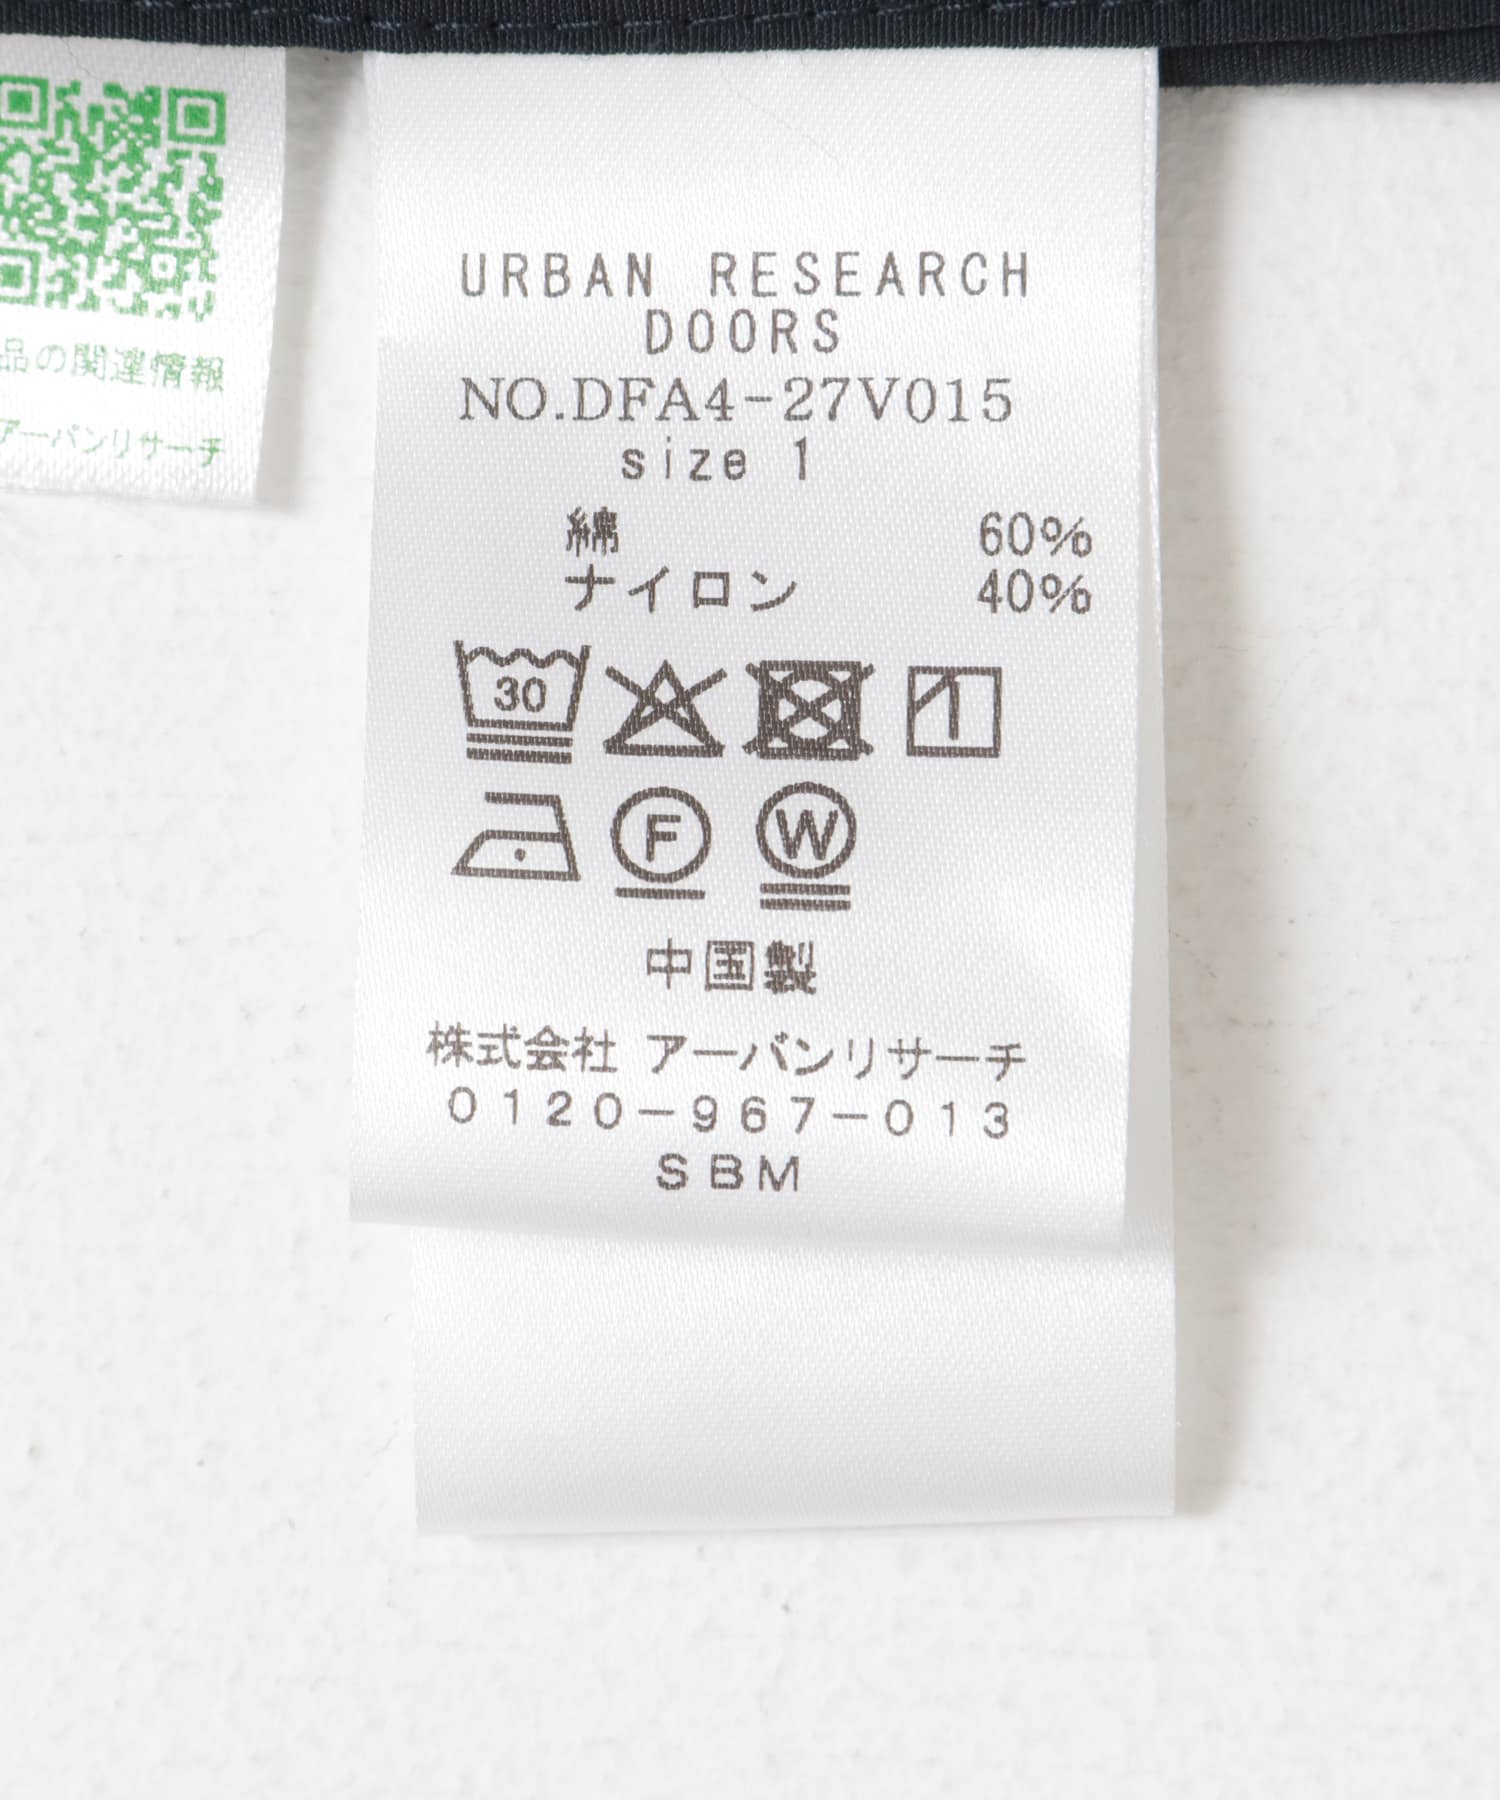 品の関連情報
アーバンリサーチ
URBAN RESEARCH
DOORS
NO.DFA4-27V015
size 1
綿 60%
ナイロン 40%
30
F W
中国製
株式会社 アーバンリサーチ
0120-967-013
SBM